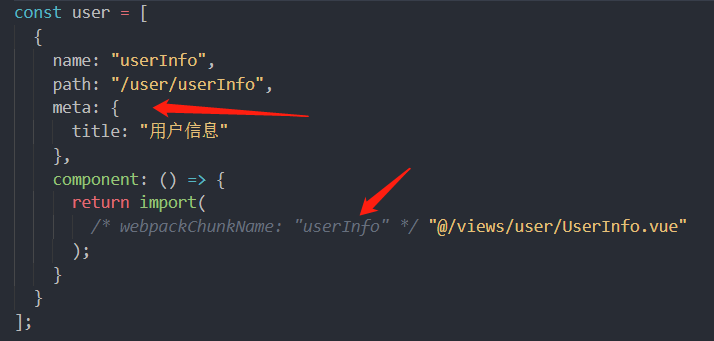 const user = [
{
name: "userInfo",
path: "/user/userInfo",
meta: {
title: "用户信息"
},
component: () => {
return import(
/* webpackChunkName: "userInfo" */ "@/views/user/UserInfo.vue"
);
}
}
];